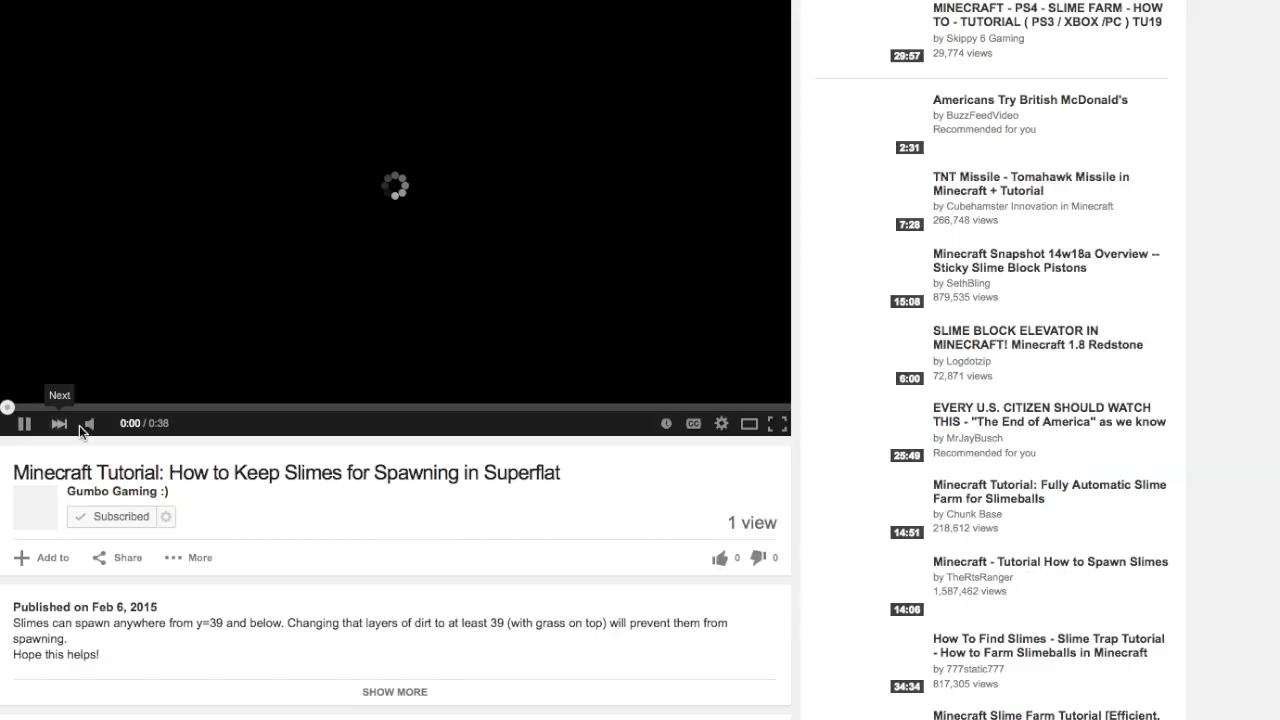 Next
0:00 / 0:38
CC
Minecraft Tutorial: How to Keep Slimes for Spawning in Superflat
Gumbo Gaming :)
Subscribed
1 view
Add to
Share
More
0
0
Published on Feb 6, 2015
Slimes can spawn anywhere from y=39 and below. Changing that layers of dirt to at least 39 (with grass on top) will prevent them from
spawning.
Hope this helps!
SHOW MORE
MINECRAFT - PS4 - SLIME FARM - HOW
TO - TUTORIAL ( PS3 / XBOX /PC ) TU19
by Skippy 6 Gaming
29,774 views
29:57
Americans Try British McDonald's
by BuzzFeedVideo
Recommended for you
2:31
TNT Missile - Tomahawk Missile in
Minecraft + Tutorial
by Cubehamster Innovation in Minecraft
266,748 views
7:28
Minecraft Snapshot 14w18a Overview --
Sticky Slime Block Pistons
by SethBling
879,535 views
15:08
SLIME BLOCK ELEVATOR IN
MINECRAFT! Minecraft 1.8 Redstone
by Logdotzip
72,871 views
6:00
EVERY U.S. CITIZEN SHOULD WATCH
THIS - "The End of America" as we know
by MrJayBusch
Recommended for you
25:49
Minecraft Tutorial: Fully Automatic Slime
Farm for Slimeballs
by Chunk Base
218,612 views
14:51
Minecraft - Tutorial How to Spawn Slimes
by TheRtsRanger
1,587,462 views
14:06
How To Find Slimes - Slime Trap Tutorial
- How to Farm Slimeballs in Minecraft
by 777static777
817,305 views
34:34
Minecraft Slime Farm Tutorial [Efficient,